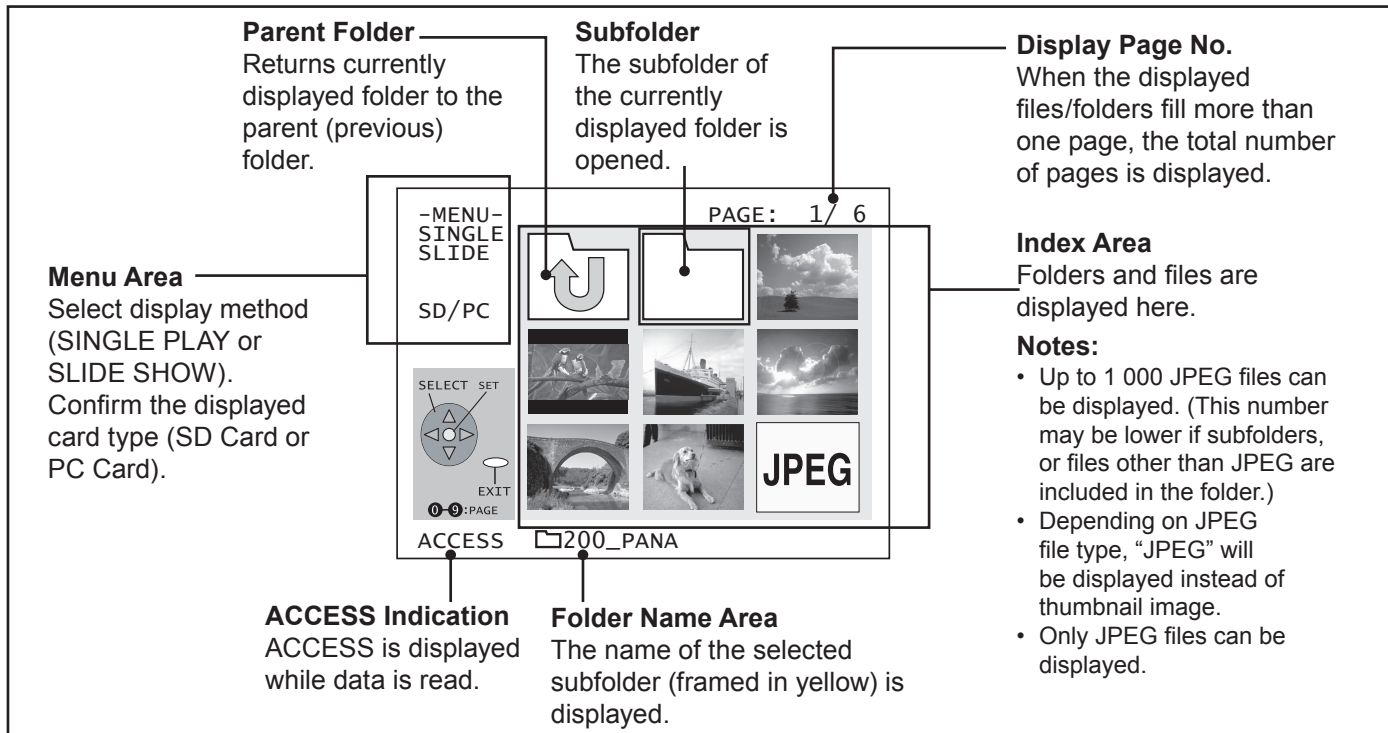 Parent Folder
Returns currently
displayed folder to the
parent (previous)
folder.
Subfolder
The subfolder of
the currently
displayed folder is
opened.
Display Page No.
When the displayed
files/folders fill more than
one page, the total number
of pages is displayed.
Menu Area
Select display method
(SINGLE PLAY or
SLIDE SHOW).
Confirm the displayed
card type (SD Card or
PC Card).
-MENU-
SINGLE
SLIDE
SD/PC
PAGE: 1/ 6
SELECT SET
EXIT
0-9:PAGE
JPEG
ACCESS 200_PANA
Index Area
Folders and files are
displayed here.
Notes:
• Up to 1 000 JPEG files can
be displayed. (This number
may be lower if subfolders,
or files other than JPEG are
included in the folder.)
• Depending on JPEG
file type, “JPEG” will
be displayed instead of
thumbnail image.
• Only JPEG files can be
displayed.
ACCESS Indication
ACCESS is displayed
while data is read.
Folder Name Area
The name of the selected
subfolder (framed in yellow) is
displayed.